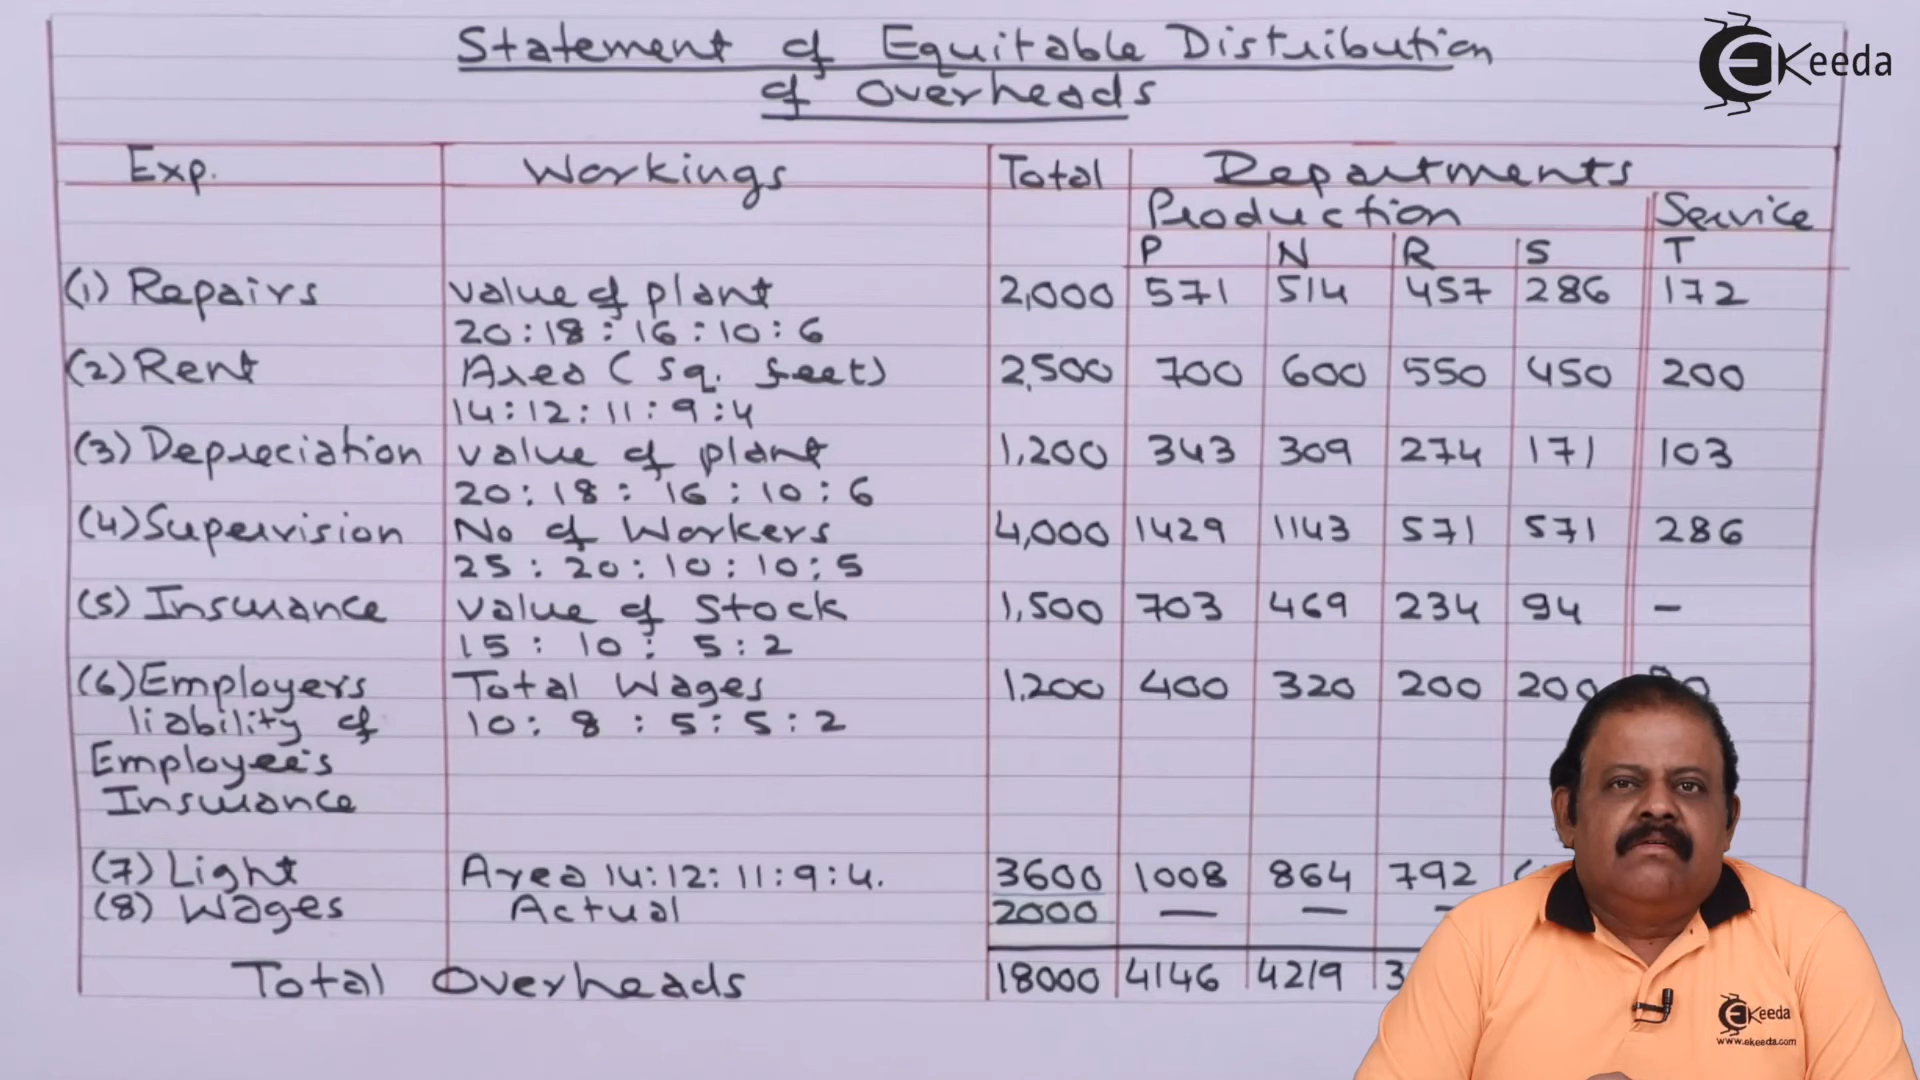 Statement of Equitable Distribution
of Overheads
Keeda
Exp. Workings Total Departments
Production Service
P N R S T
(1) Repairs value of plant 2,000 571 514 457 286 172
20:18:16:10:6
(2) Rent Area (Sq. feet) 2,500 700 600 550 450 200
14:12:11:9:4
(3) Depreciation value of plant 1,200 343 309 274 171 103
20:18:16:10:6
(4) Supervision No of Workers 4,000 1429 1143 571 571 286
25:20:10:10:5
(5) Insurance value of Stock 1,500 703 469 234 94 –
15:10:5:2
(6) Employers Total Wages 1,200 400 320 200 200
liability of 10:8:5:5:2
Employee's
Insurance
(7) Light Area 14:12:11:9:4. 3600 1008 864 792
(8) Wages Actual 2000 — — –
Total Overheads 18000 4146 4219 3
Keeda
www.ekeeda.com